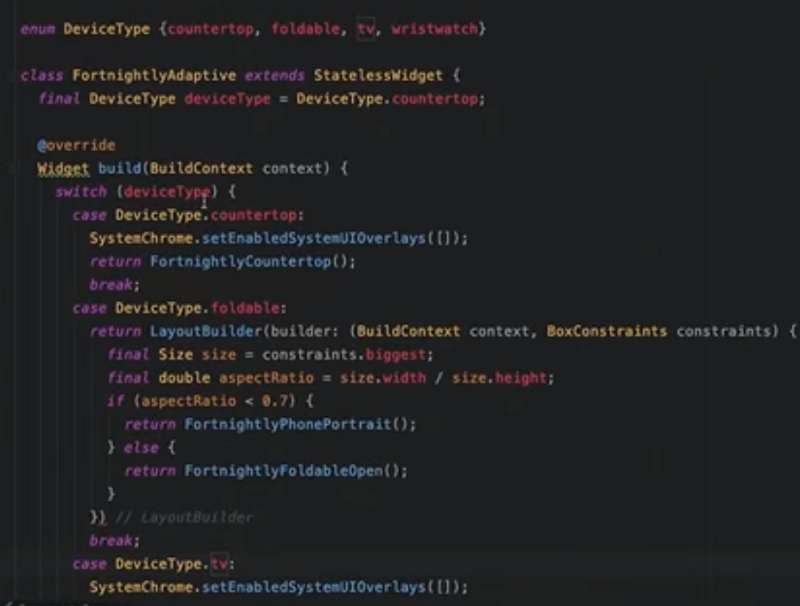 enum DeviceType {countertop, foldable, tv, wristwatch}
class FortnightlyAdaptive extends StatelessWidget {
final DeviceType deviceType = DeviceType.countertop;
@override
Widget build(BuildContext context) {
switch (deviceType) {
case DeviceType.countertop:
SystemChrome.setEnabledSystemUIOverlays([]);
return FortnightlyCountertop();
break;
case DeviceType.foldable:
return LayoutBuilder(builder: (BuildContext context, BoxConstraints constraints) {
final Size size = constraints.biggest;
final double aspectRatio = size.width / size.height;
if (aspectRatio < 0.7) {
return FortnightlyPhonePortrait();
} else {
return FortnightlyFoldableOpen();
}
}) // LayoutBuilder
break;
case DeviceType.tv:
SystemChrome.setEnabledSystemUIOverlays([]);